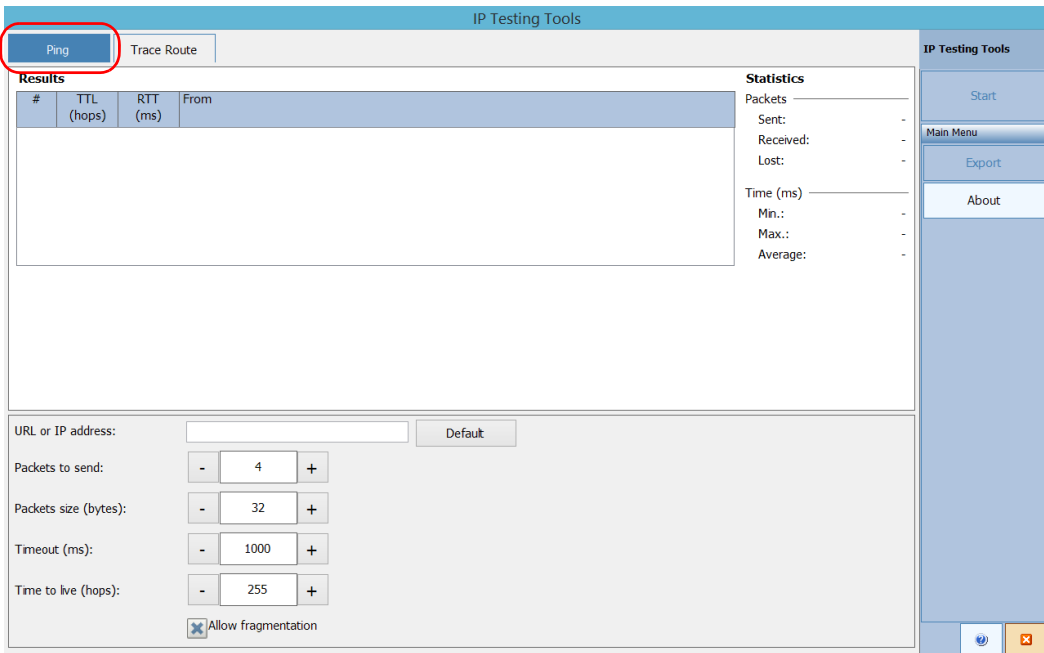 IP Testing Tools
Ping
Trace Route
IP Testing Tools
Results
# TTL (hops) RTT (ms) From
Statistics
Packets
Sent: -
Received: -
Lost: -
Time (ms)
Min.: -
Max.: -
Average: -
Start
Main Menu
Export
About
URL or IP address:
Default
Packets to send: - 4 +
Packets size (bytes): - 32 +
Timeout (ms): - 1000 +
Time to live (hops): - 255 +
Allow fragmentation